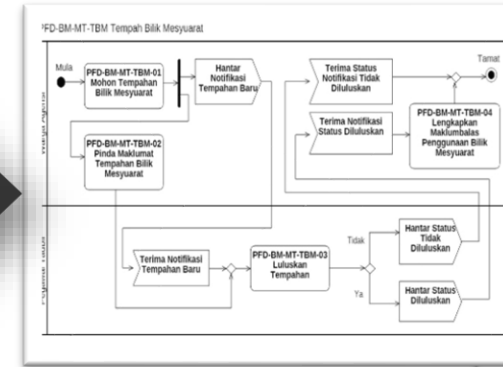 PFD-BM-MT-TBM Tempah Bilik Mesyuarat
Mula
PFD-BM-MT-TBM-01
Mohon Tempahan
Bilik Mesyuarat
Hantar
Notifikasi
Tempahan Baru
Terima Status
Notifikasi Tidak
Diluluskan
Tamat
Terima Notifikasi
Status Diluluskan
PFD-BM-MT-TBM-04
Lengkapkan
Maklumbalas
Penggunaan Bilik
Mesyuarat
PFD-BM-MT-TBM-02
Pinda Maklumat
Tempahan Bilik
Mesyuarat
Terima Notifikasi
Tempahan Baru
PFD-BM-MT-TBM-03
Luluskan
Tempahan
Tidak
Hantar Status
Tidak
Diluluskan
Ya
Hantar Status
Diluluskan